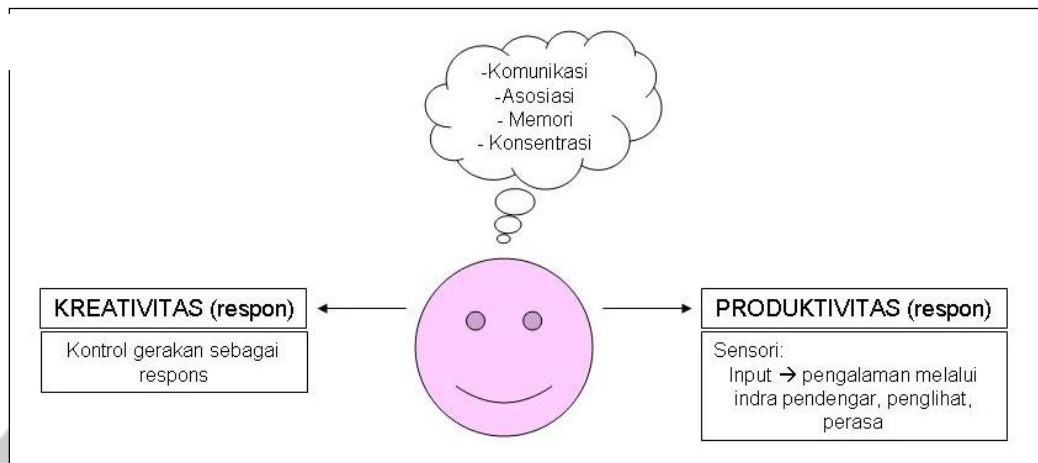 -Komunikasi
-Asosiasi
- Memori
- Konsentrasi
KREATIVITAS (respon)
Kontrol gerakan sebagai
respons
PRODUKTIVITAS (respon)
Sensori:
Input → pengalaman melalui
indra pendengar, penglihat,
perasa